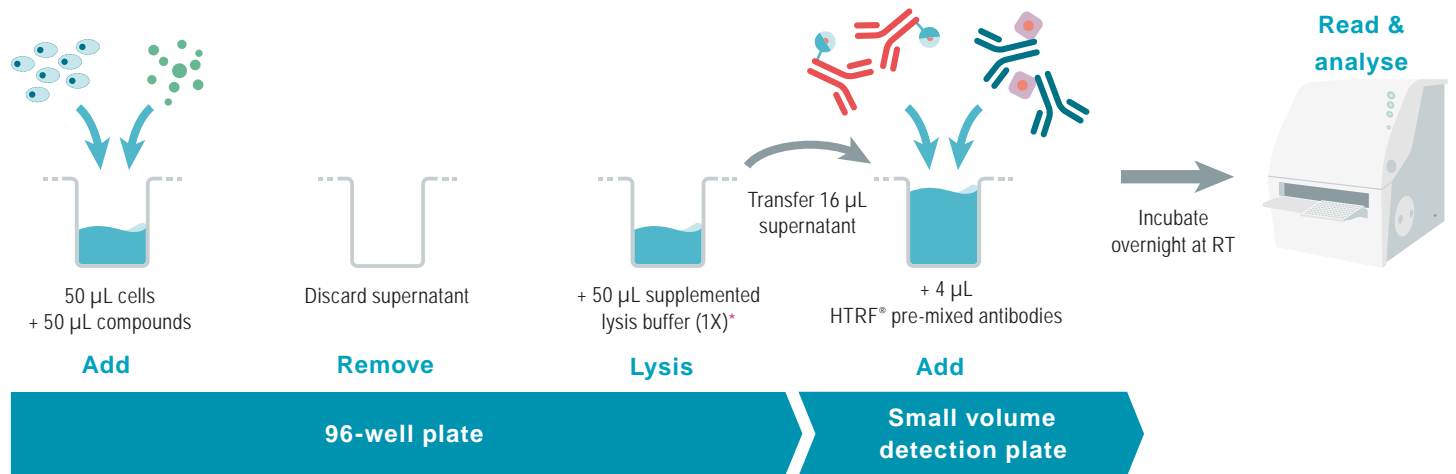 50 µL cells
+ 50 µL compounds
Add
Discard supernatant
Remove
+ 50 µL supplemented
lysis buffer (1X)*
Lysis
Transfer 16 µL
supernatant
+ 4 µL
HTRF® pre-mixed antibodies
Add
Incubate
overnight at RT
Read &
analyse
96-well plate
Small volume
detection plate